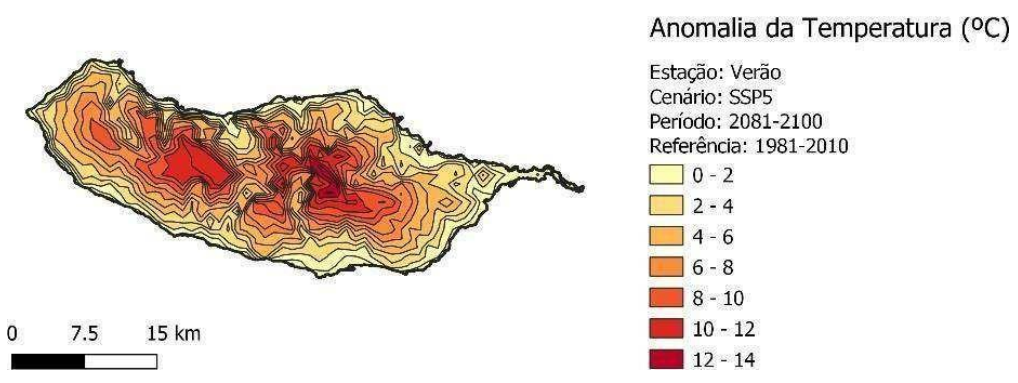 Anomalia da Temperatura (ºC)
Estação: Verão
Cenário: SSP5
Período: 2081-2100
Referência: 1981-2010
0 - 2
2 - 4
4 - 6
6 - 8
8 - 10
10 - 12
12 - 14
0 7.5 15 km